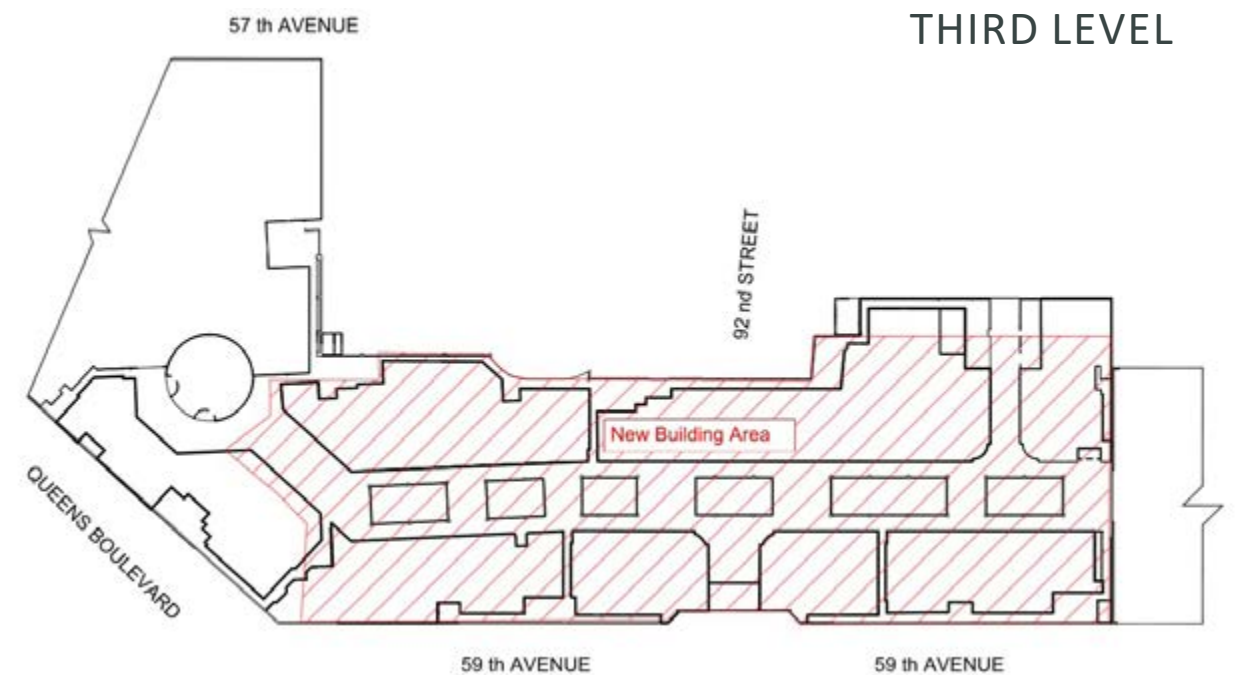 THIRD LEVEL
57 th AVENUE
92 nd STREET
New Building Area
QUEENS BOULEVARD
59 th AVENUE
59 th AVENUE